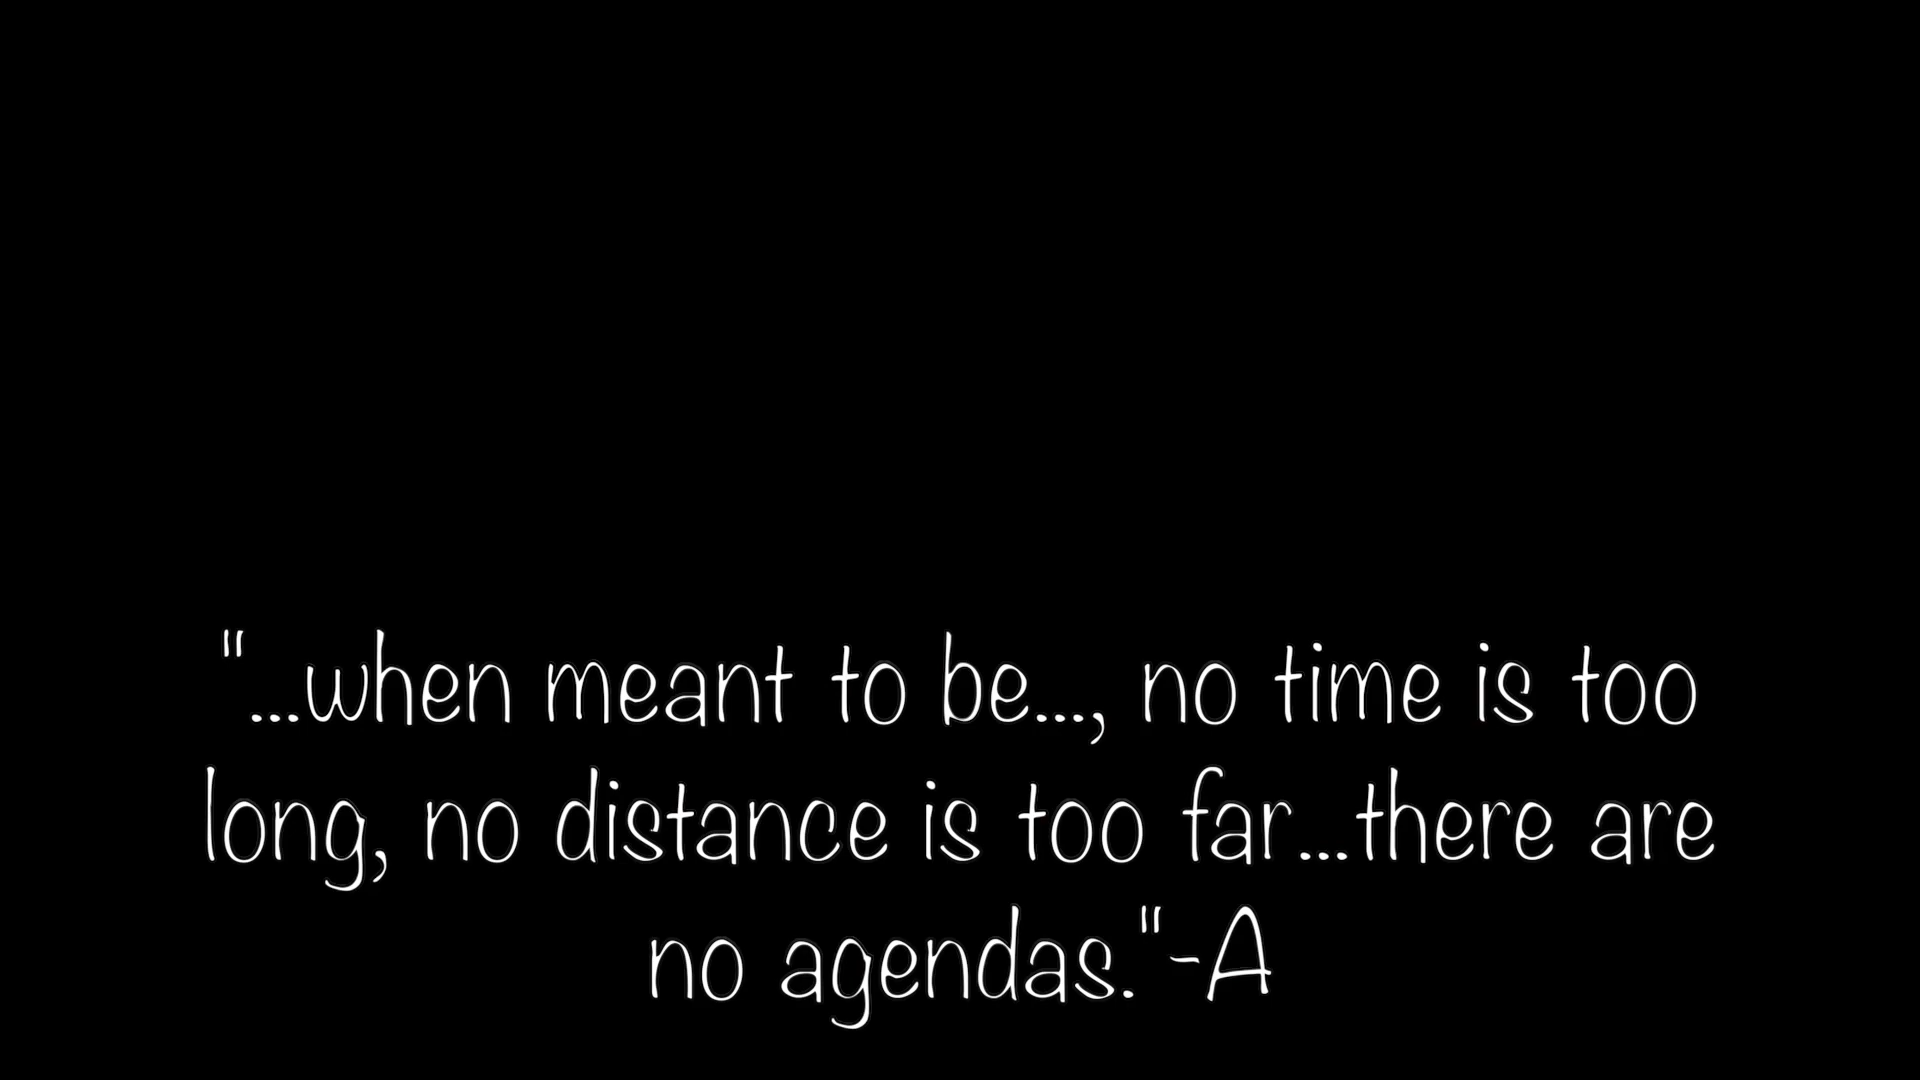 "...when meant to be..., no time is too
long, no distance is too far...there are
no agendas."-A